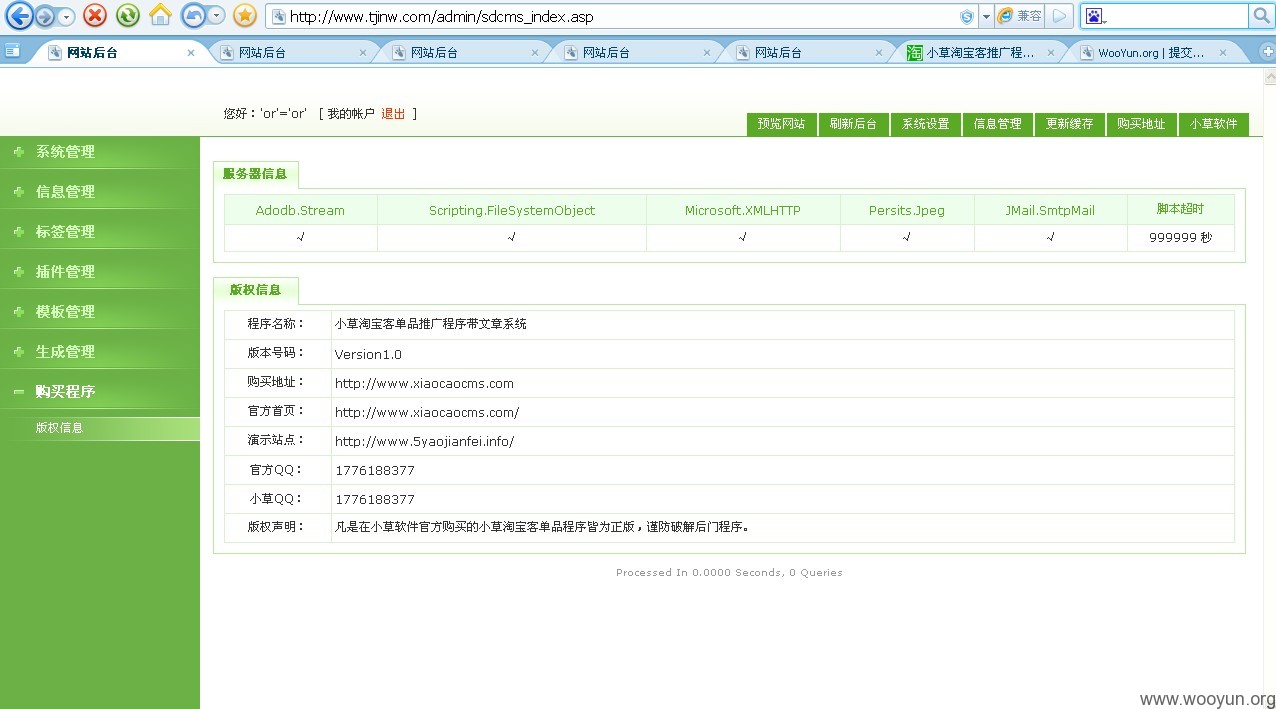 http://www.tjinw.com/admin/sdcms_index.asp 兼容
网站后台 网站后台 网站后台 网站后台 网站后台 小草淘宝客推广程... WooYun.org | 提交...
您好：'or'='or' [ 我的帐户 退出 ]
预览网站 刷新后台 系统设置 信息管理 更新缓存 购买地址 小草软件
系统管理
信息管理
标签管理
插件管理
模板管理
生成管理
购买程序
版权信息
服务器信息
Adodb.Stream Scripting.FileSystemObject Microsoft.XMLHTTP Persits.Jpeg JMail.SmtpMail 脚本超时
√ √ √ √ √ 999999 秒
版权信息
程序名称： 小草淘宝客单品推广程序带文章系统
版本号码： Version1.0
购买地址： http://www.xiaocaocms.com
官方首页： http://www.xiaocaocms.com/
演示站点： http://www.5yaojianfei.info/
官方QQ： 1776188377
小草QQ： 1776188377
版权声明： 凡是在小草软件官方购买的小草淘宝客单品程序皆为正版，谨防破解后门程序。
Processed In 0.0000 Seconds, 0 Queries
www.wooyun.org